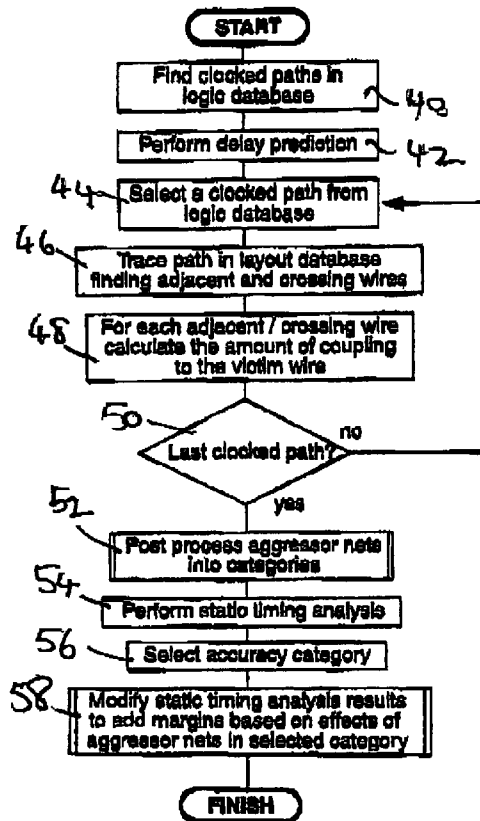 START
Find clocked paths in
logic database
40
Perform delay prediction
42
44
Select a clocked path from
logic database
46
Trace path in layout database
finding adjacent and crossing wires
48
For each adjacent / crossing wire
calculate the amount of coupling
to the victim wire
50
Last clocked path?
no
yes
52
Post process aggressor nets
into categories
54
Perform static timing analysis
56
Select accuracy category
58
Modify static timing analysis results
to add margins based on effects of
aggressor nets in selected category
FINISH